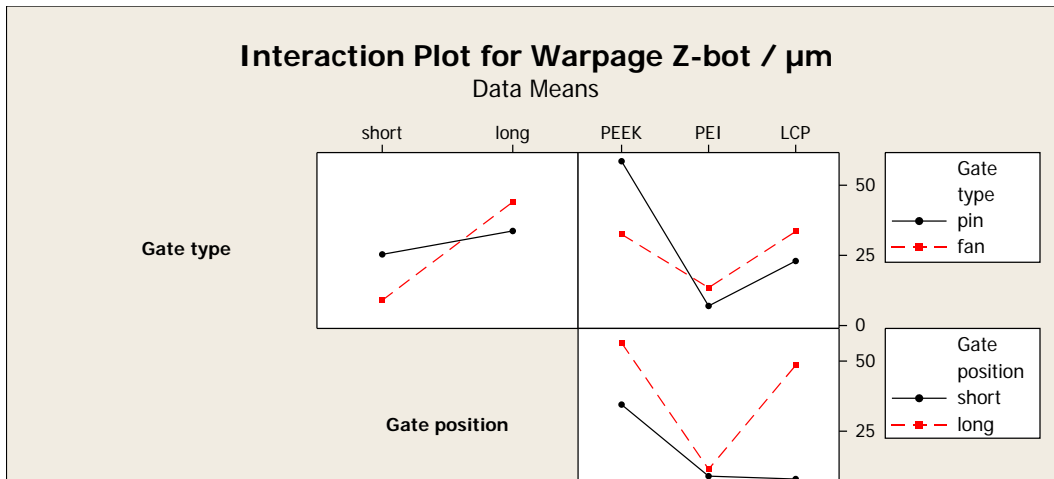 Interaction Plot for Warpage Z-bot / µm
Data Means
short long PEEK PEI LCP
Gate type
50
25
0
Gate
type
pin
fan
Gate position
50
25
Gate
position
short
long